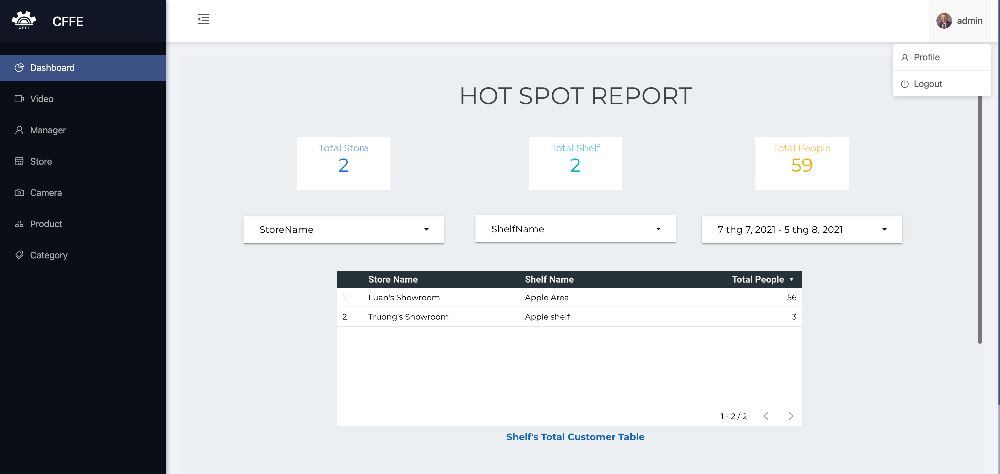 CFFE
CFFE
admin
Profile
Logout
Dashboard
Video
Manager
Store
Camera
Product
Category
HOT SPOT REPORT
Total Store
2
Total Shelf
2
Total People
59
StoreName
ShelfName
7 thg 7, 2021 - 5 thg 8, 2021
Store Name Shelf Name Total People
1. Luan's Showroom Apple Area 56
2. Truong's Showroom Apple shelf 3
1 - 2 / 2
Shelf's Total Customer Table